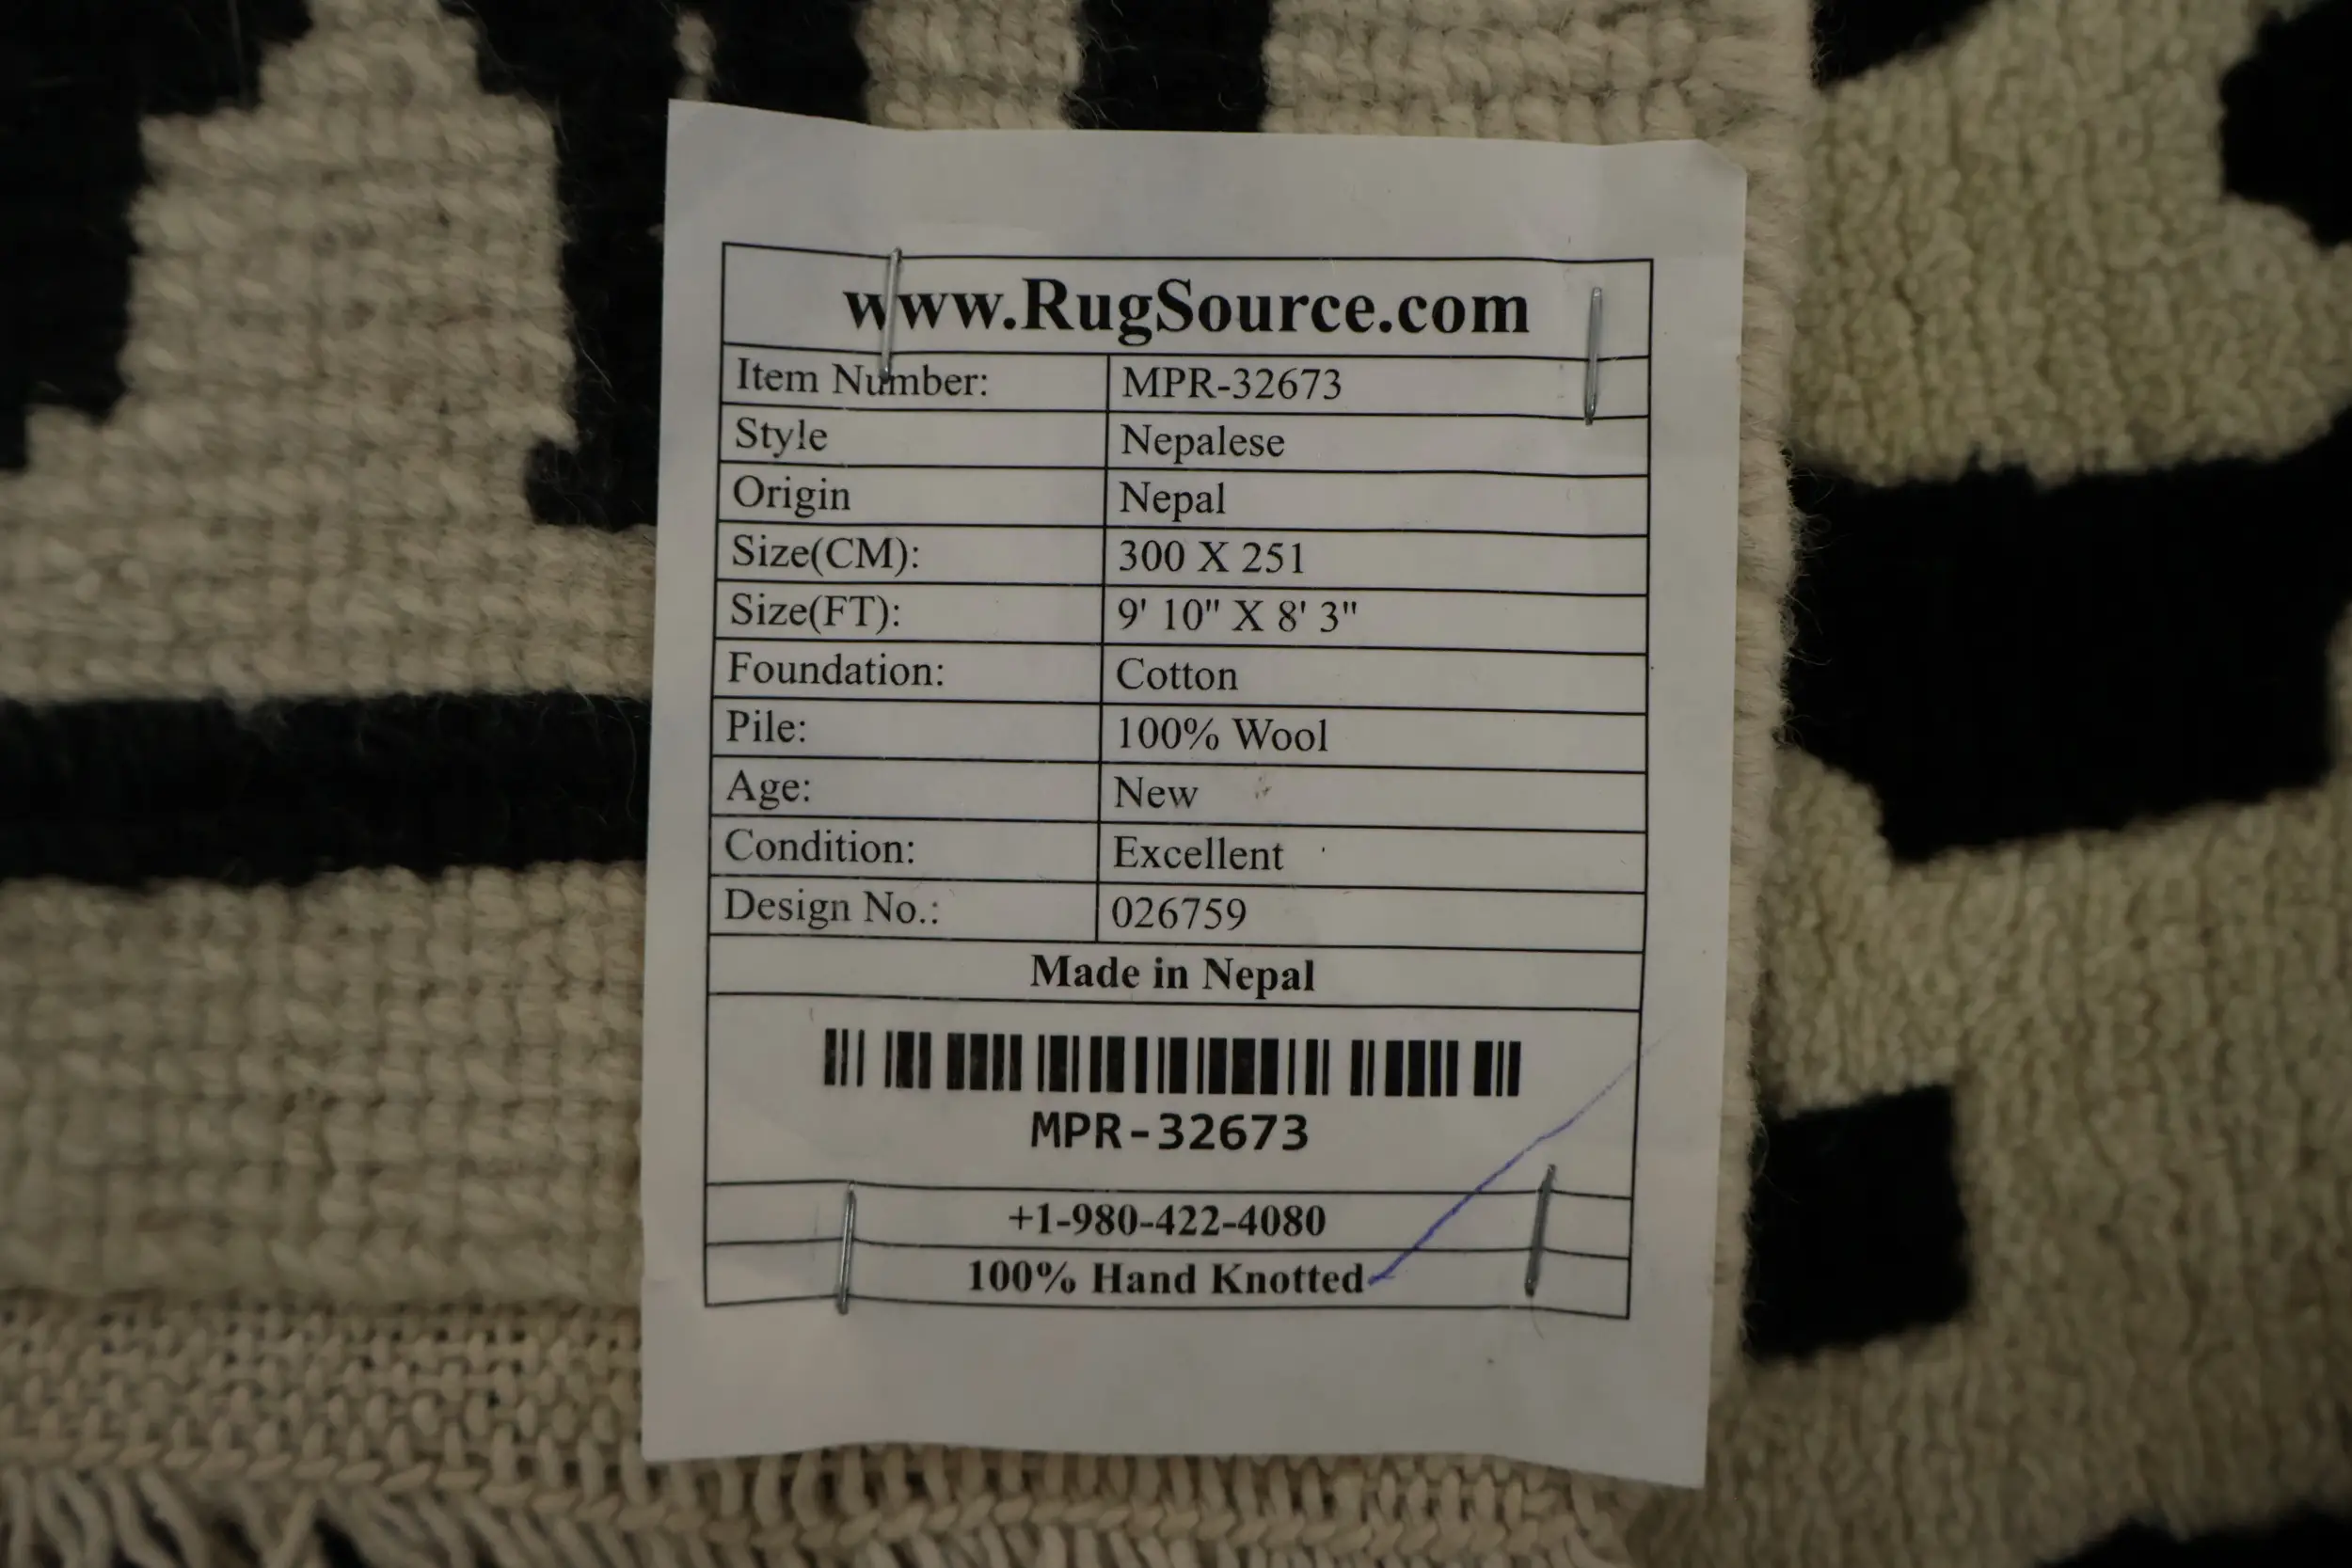 www.RugSource.com
Item Number: MPR-32673
Style Nepalese
Origin Nepal
Size(CM): 300 X 251
Size(FT): 9' 10" X 8' 3"
Foundation: Cotton
Pile: 100% Wool
Age: New
Condition: Excellent
Design No.: 026759
Made in Nepal
MPR-32673
+1-980-422-4080
100% Hand Knotted